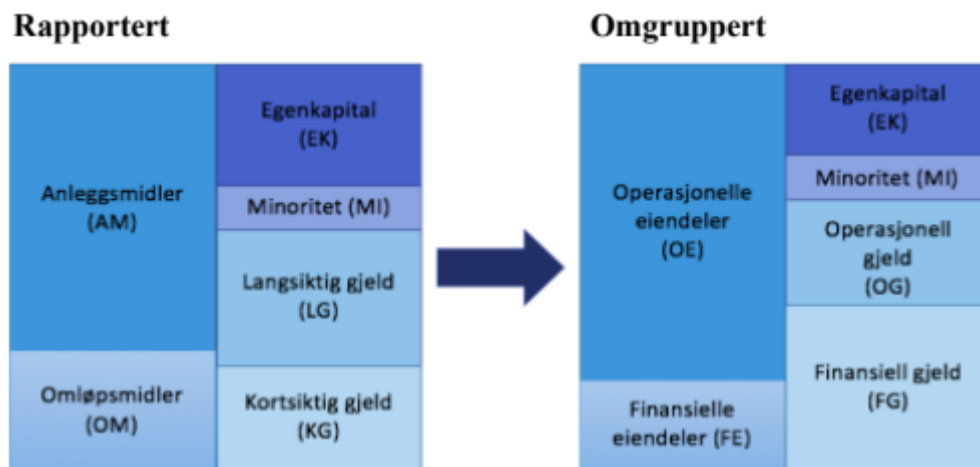 Rapportert
Anleggsmidler
(AM)
Omløpsmidler
(OM)
Egenkapital
(EK)
Minoritet (MI)
Langsiktig gjeld
(LG)
Kortsiktig gjeld
(KG)
Omgruppert
Operasjonelle
eiendeler
(OE)
Finansielle
eiendeler (FE)
Egenkapital
(EK)
Minoritet (MI)
Operasjonell
gjeld
(OG)
Finansiell gjeld
(FG)